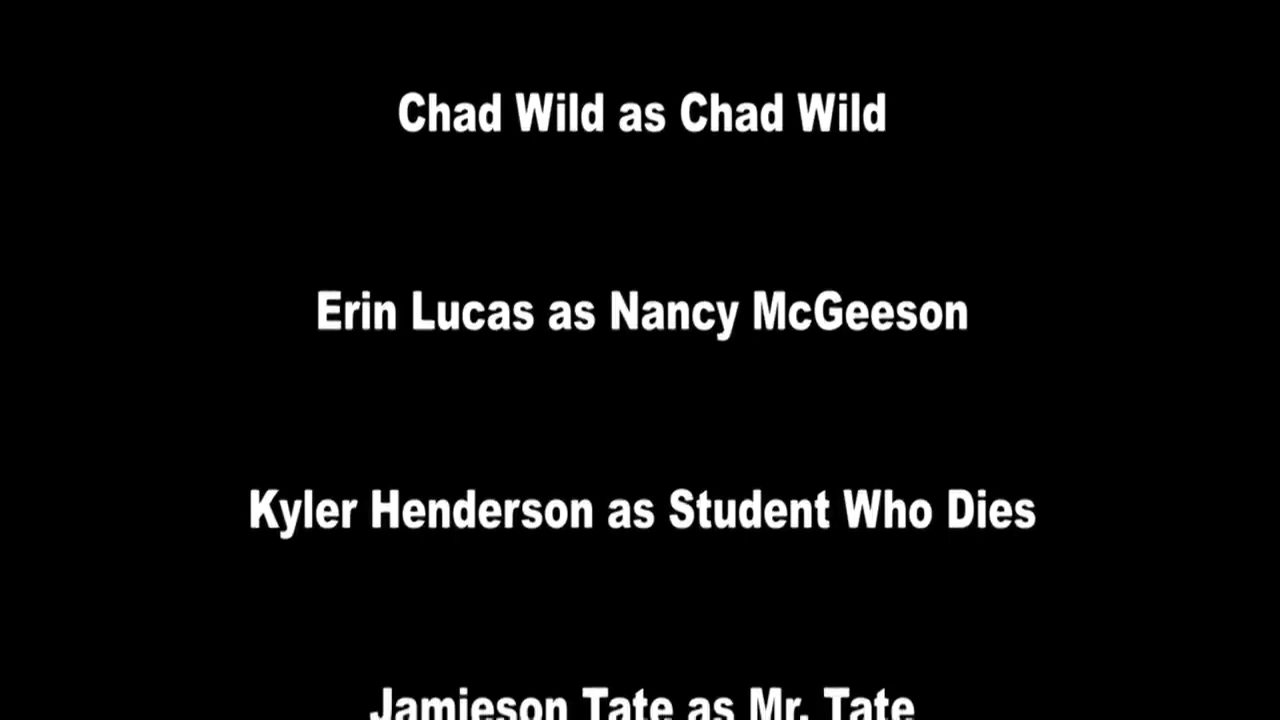 Chad Wild as Chad Wild
Erin Lucas as Nancy McGeeson
Kyler Henderson as Student Who Dies
Jamieson Tate as Mr. Tate